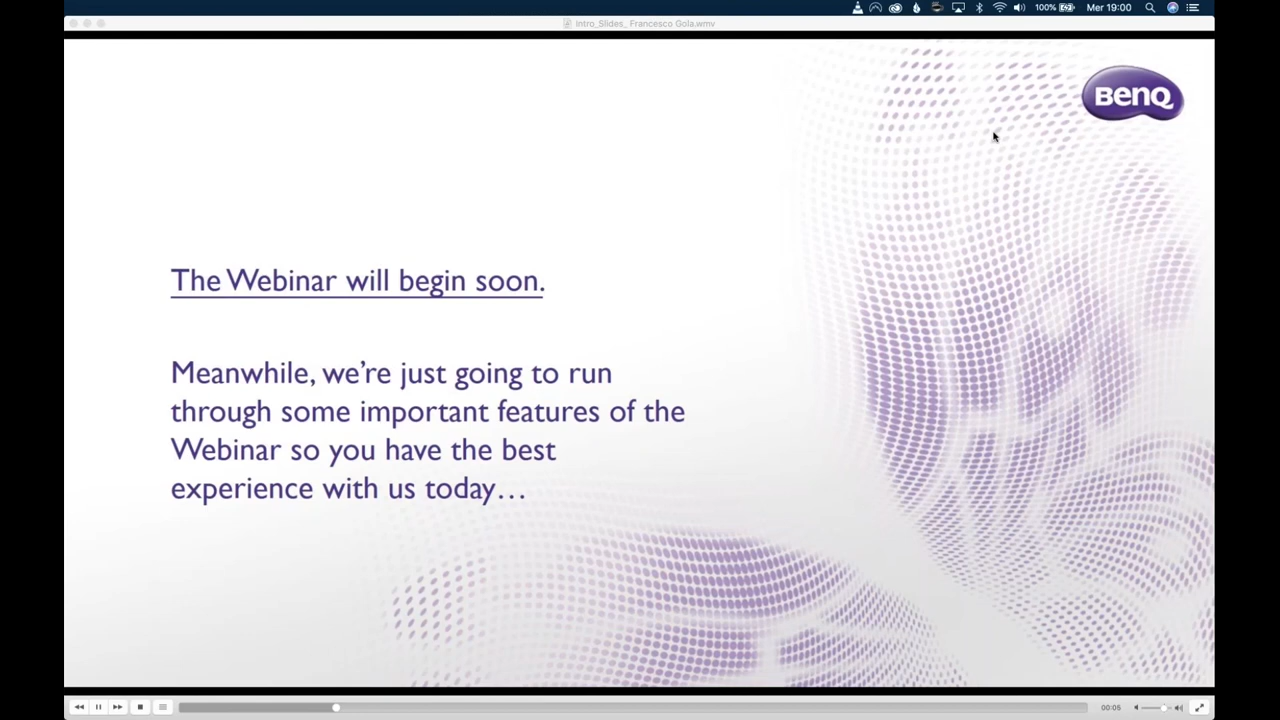 100% Mer 19:00
Intro_Slides_ Francesco Gola.wmv
BenQ
The Webinar will begin soon.
Meanwhile, we’re just going to run
through some important features of the
Webinar so you have the best
experience with us today…
00:05